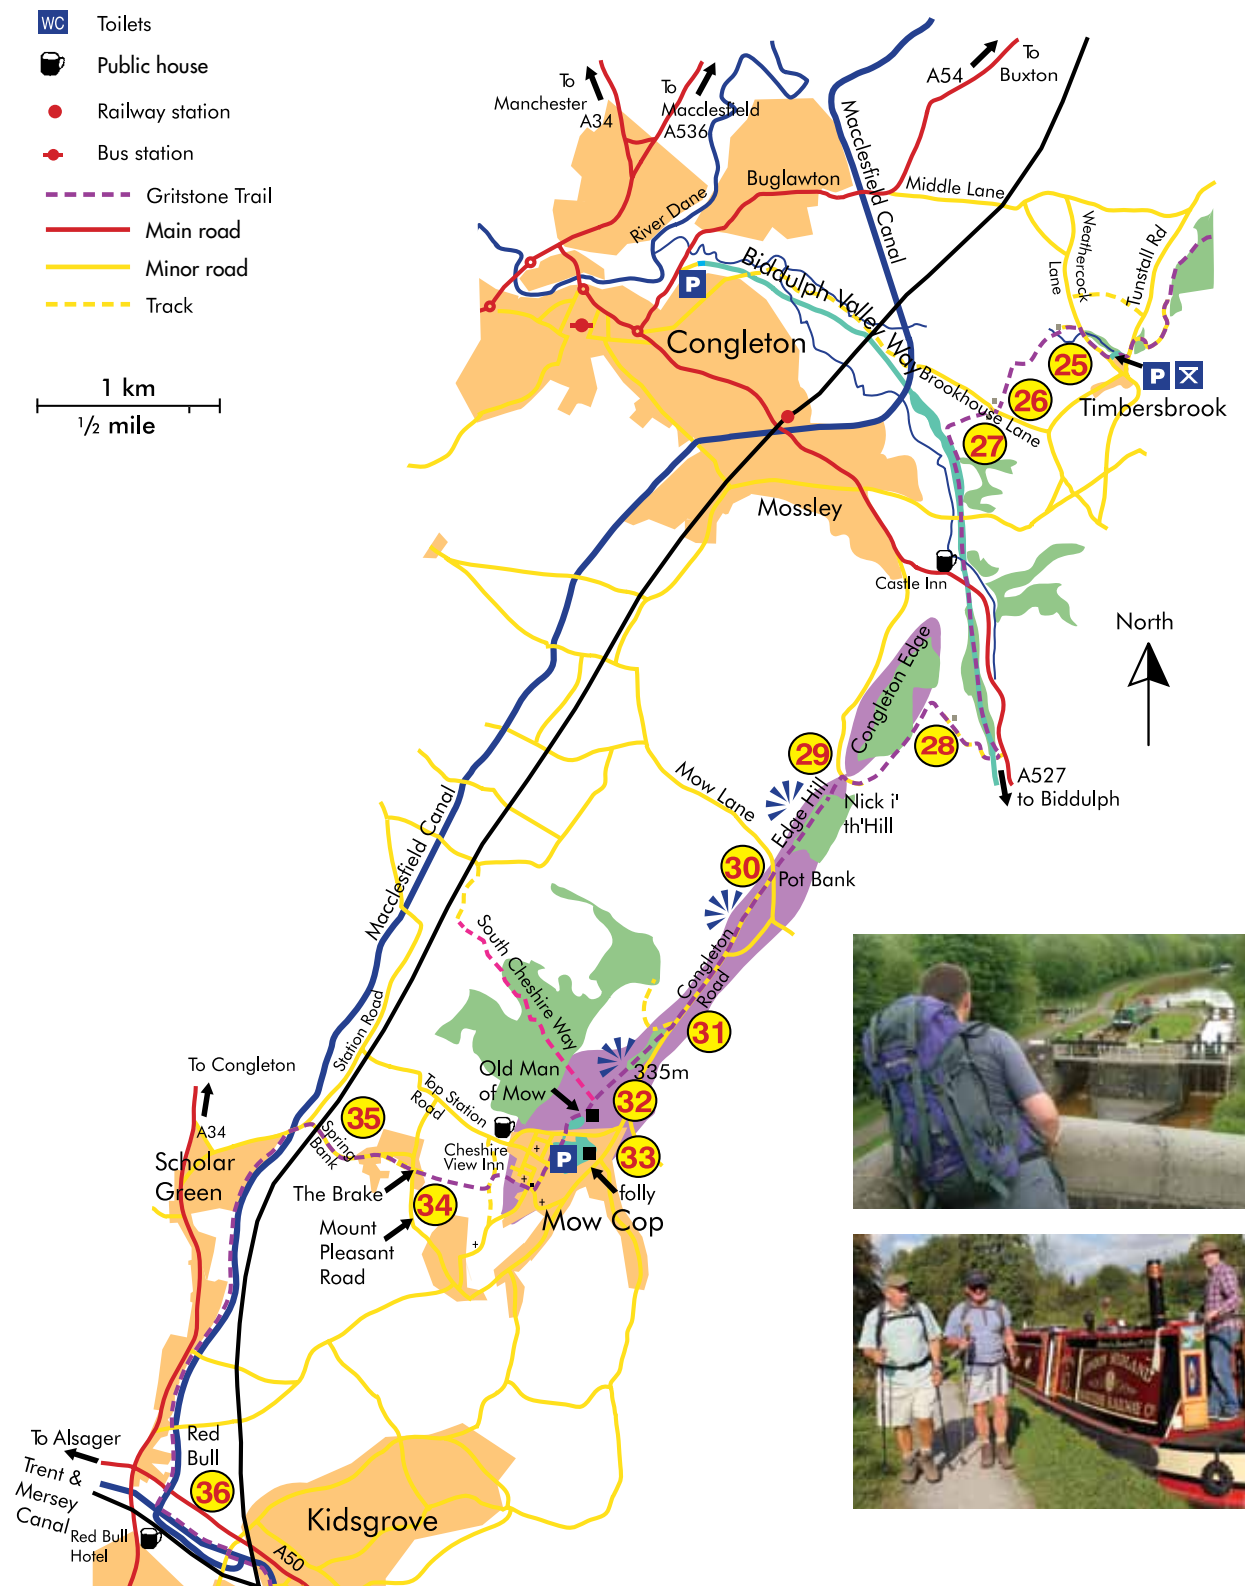 WC Toilets
Public house
Railway station
Bus station
Gritstone Trail
Main road
Minor road
Track
1 km
1/2 mile
To
Manchester
A34
To
Macclesfield
A536
A54
To
Buxton
Macclesfield Canal
Buglawton
Middle Lane
River Dane
Weathercock
Lane
Tunstall Rd
P
Biddulph Valley Way
Congleton
Brookhouse Lane
25
26
27
P
Timbersbrook
Mossley
Castle Inn
North
Congleton Edge
28
29
A527
to Biddulph
Nick i'
th'Hill
Edge Hill
Mow Lane
30
Pot Bank
Macclesfield Canal
South Cheshire Way
Congleton
Road
31
Station Road
335m
Old Man
of Mow
32
To Congleton
A34
Top Station
Road
35
Spring
Bank
Cheshire
View Inn
P
33
Scholar
Green
The Brake
34
folly
Mow Cop
Mount
Pleasant
Road
To Alsager
Red
Bull
Trent &
Mersey
Canal
36
Red Bull
Hotel
Kidsgrove
A50